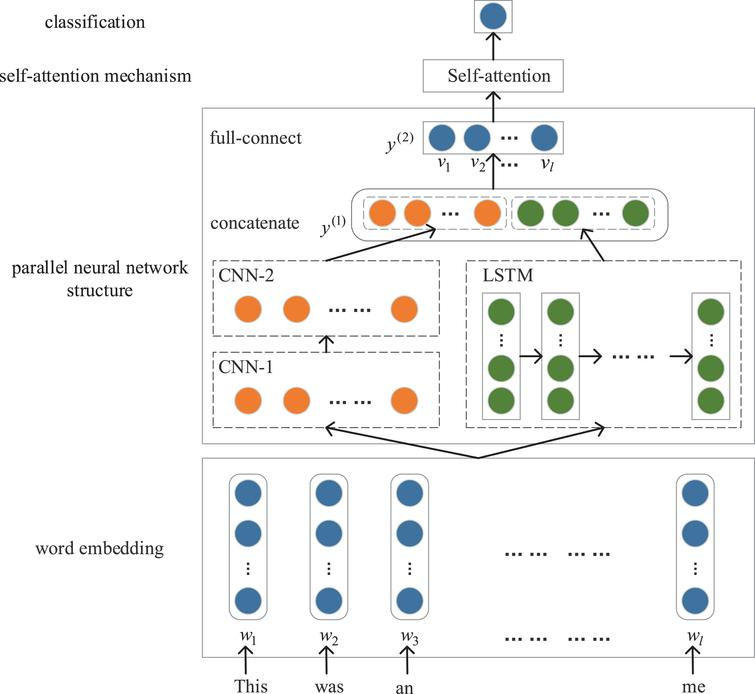 classification
self-attention mechanism
Self-attention
full-connect
y(2)
v1 v2 ... vl
...
concatenate
y(1)
... ...
parallel neural network
structure
CNN-2
... ...
LSTM
CNN-1
... ...
... ...
word embedding
... ... ... ...
w1 w2 w3 ... ... ... ... wl
This was an me